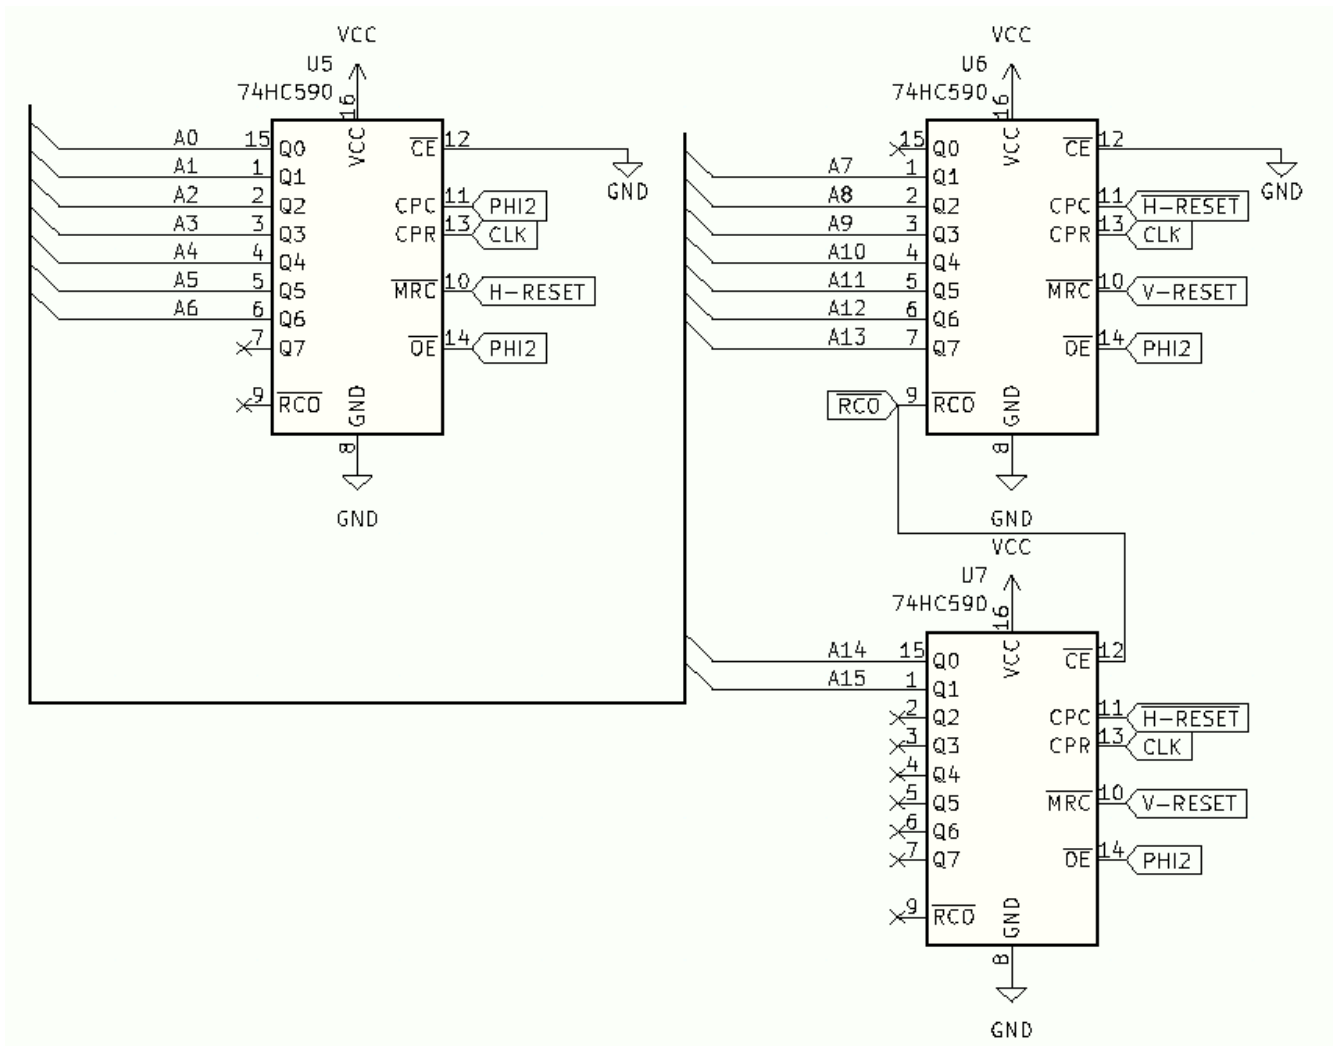 VCC
U5
74HC590
16
A0 15 Q0 VCC CE 12
A1 1 Q1
GND
A2 2 Q2 CPC 11 PHI2
A3 3 Q3 CPR 13 CLK
A4 4 Q4
A5 5 Q5 MRC 10 H-RESET
A6 6 Q6
7 Q7 OE 14 PHI2
9 RCO GND
8
GND
VCC
U6
74HC590
16
15 Q0 VCC CE 12
A7 1 Q1
GND
A8 2 Q2 CPC 11 H-RESET
A9 3 Q3 CPR 13 CLK
A10 4 Q4
A11 5 Q5 MRC 10 V-RESET
A12 6 Q6
A13 7 Q7 OE 14 PHI2
RCO 9 RCO GND
8
GND
VCC
U7
74HC590
16
A14 15 Q0 VCC CE 12
A15 1 Q1
2 Q2 CPC 11 H-RESET
3 Q3 CPR 13 CLK
4 Q4
5 Q5 MRC 10 V-RESET
6 Q6
7 Q7 OE 14 PHI2
9 RCO GND
8
GND